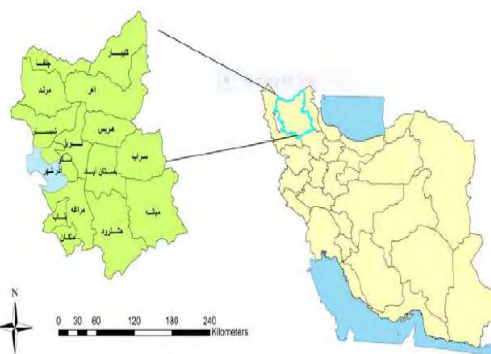 کلیبر
جلفا
مرند
اهر
شبستر
هریس
تبریز
سراب
بستان آباد
آذرشهر
میانه
مراغه
هشترود
بناب
ملکان
N
0 30 60 120 180 240
Kilometers